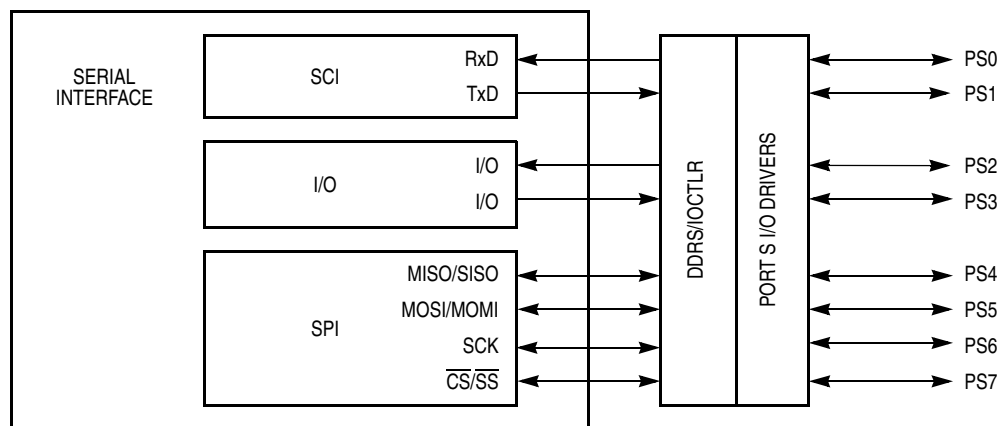 SERIAL
INTERFACE
SCI
RxD
TxD
I/O
I/O
I/O
SPI
MISO/SISO
MOSI/MOMI
SCK
CS/SS
DDRS/IOCTLR
PORT S I/O DRIVERS
PS0
PS1
PS2
PS3
PS4
PS5
PS6
PS7